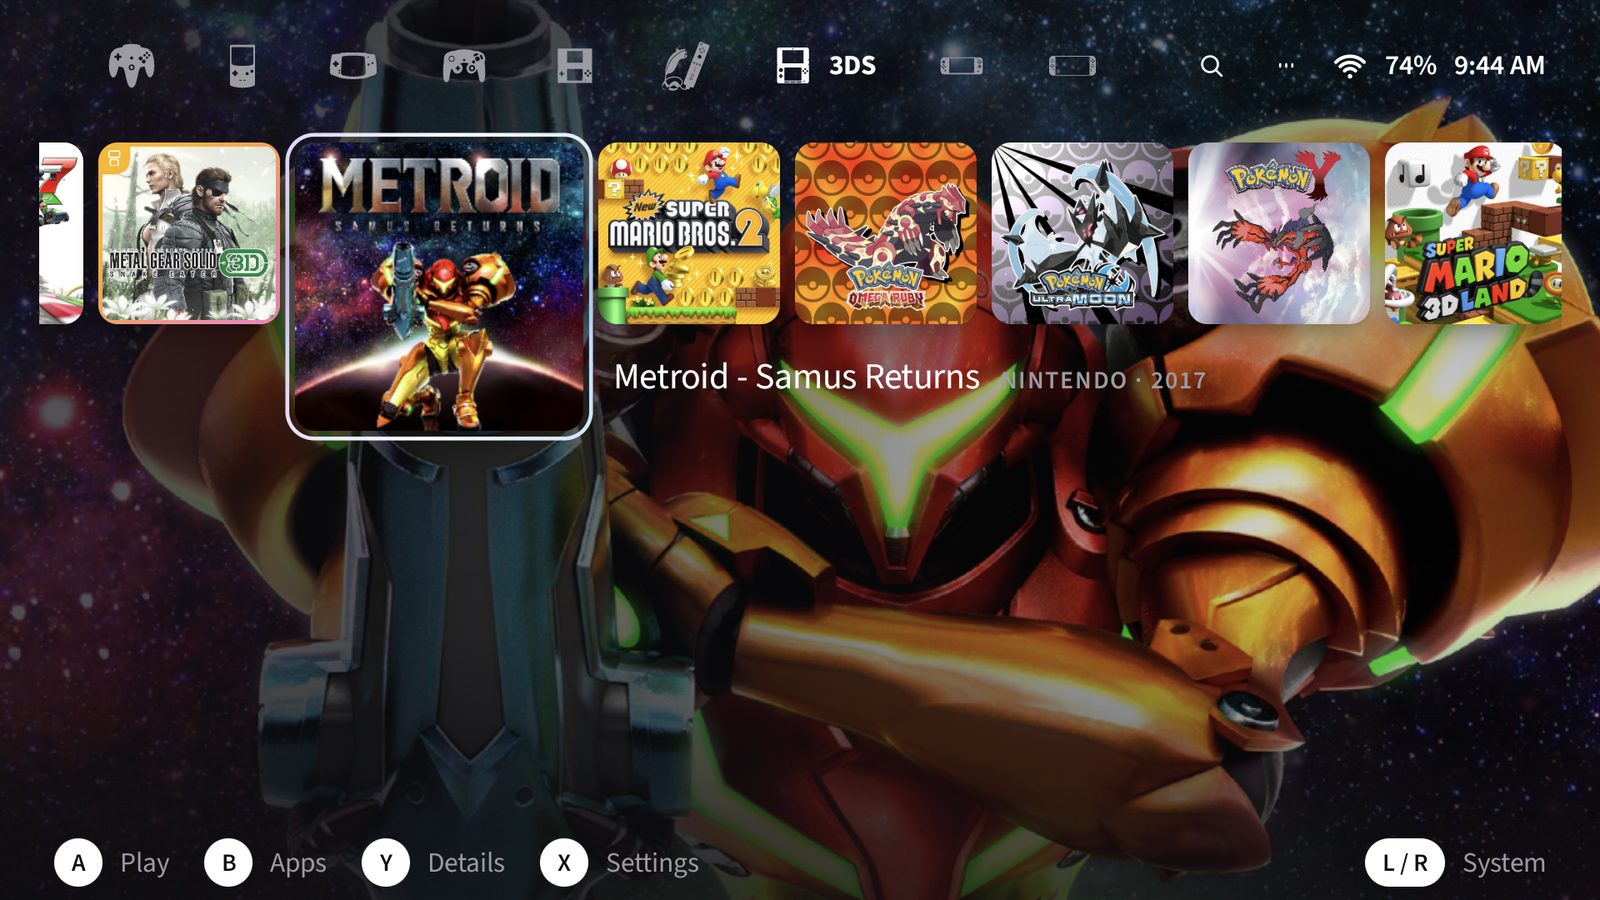 3DS
74% 9:44 AM
7
METAL GEAR SOLID
SNAKE EATER
3D
METROID
SAMUS RETURNS
New
SUPER
MARIO BROS. 2
Pokémon
OMEGA RUBY
Pokémon
ULTRA MOON
Pokémon Y
SUPER
MARIO
3D LAND
Metroid - Samus Returns NINTENDO · 2017
A Play B Apps Y Details X Settings L / R System